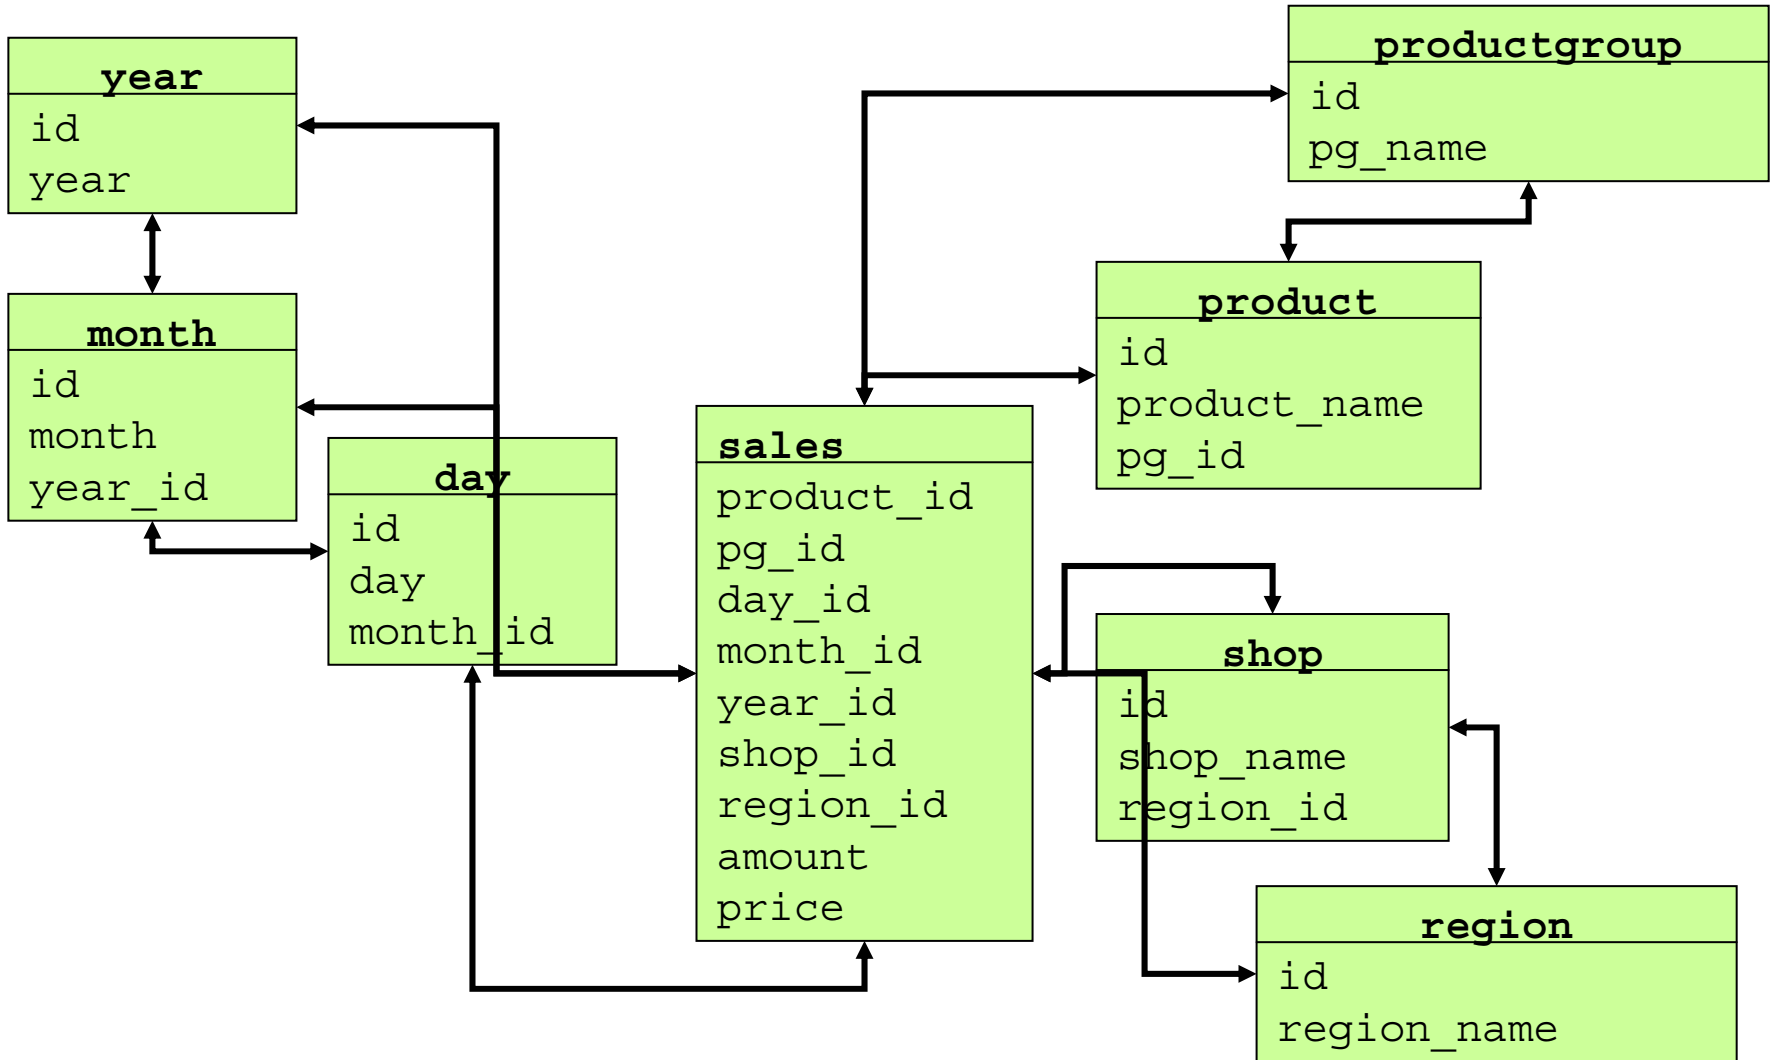 year
id
year
month
id
month
year_id
day
id
day
month_id
sales
product_id
pg_id
day_id
month_id
year_id
shop_id
region_id
amount
price
productgroup
id
pg_name
product
id
product_name
pg_id
shop
id
shop_name
region_id
region
id
region_name